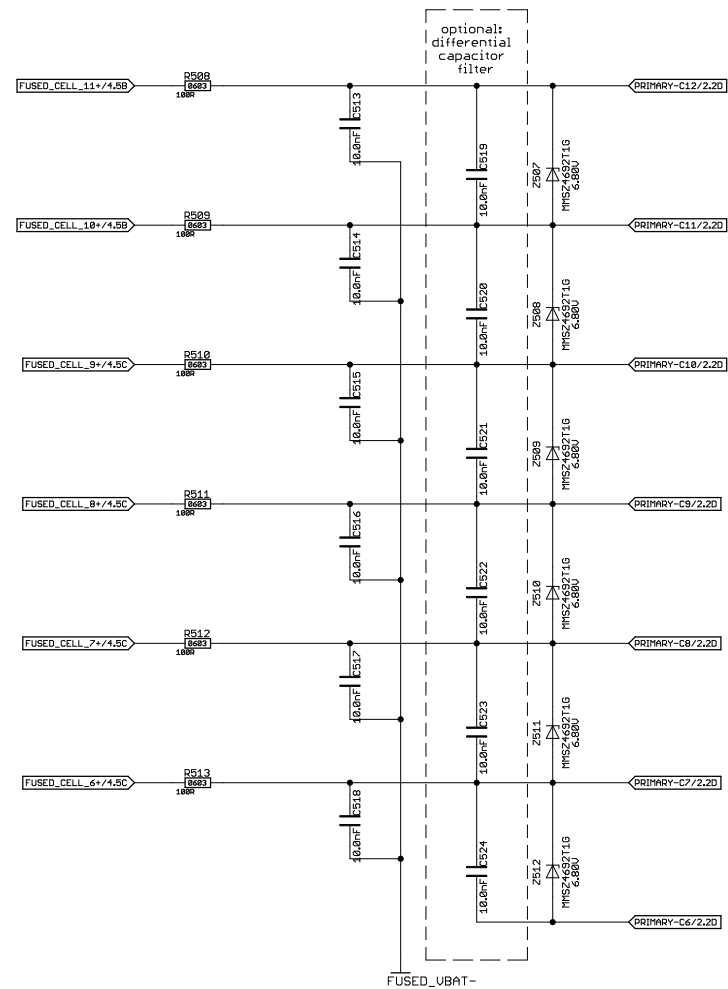 optional:
differential
capacitor
filter
FUSED_CELL_11+/4.5B
R508
0603
100R
C513
10.0nF
C519
10.0nF
Z507
MMSZ4692T1G
6.80V
PRIMARY-C12/2.2D
FUSED_CELL_10+/4.5B
R509
0603
100R
C514
10.0nF
C520
10.0nF
Z508
MMSZ4692T1G
6.80V
PRIMARY-C11/2.2D
FUSED_CELL_9+/4.5C
R510
0603
100R
C515
10.0nF
C521
10.0nF
Z509
MMSZ4692T1G
6.80V
PRIMARY-C10/2.2D
FUSED_CELL_8+/4.5C
R511
0603
100R
C516
10.0nF
C522
10.0nF
Z510
MMSZ4692T1G
6.80V
PRIMARY-C9/2.2D
FUSED_CELL_7+/4.5C
R512
0603
100R
C517
10.0nF
C523
10.0nF
Z511
MMSZ4692T1G
6.80V
PRIMARY-C8/2.2D
FUSED_CELL_6+/4.5C
R513
0603
100R
C518
10.0nF
C524
10.0nF
Z512
MMSZ4692T1G
6.80V
PRIMARY-C7/2.2D
PRIMARY-C6/2.2D
FUSED_VBAT-